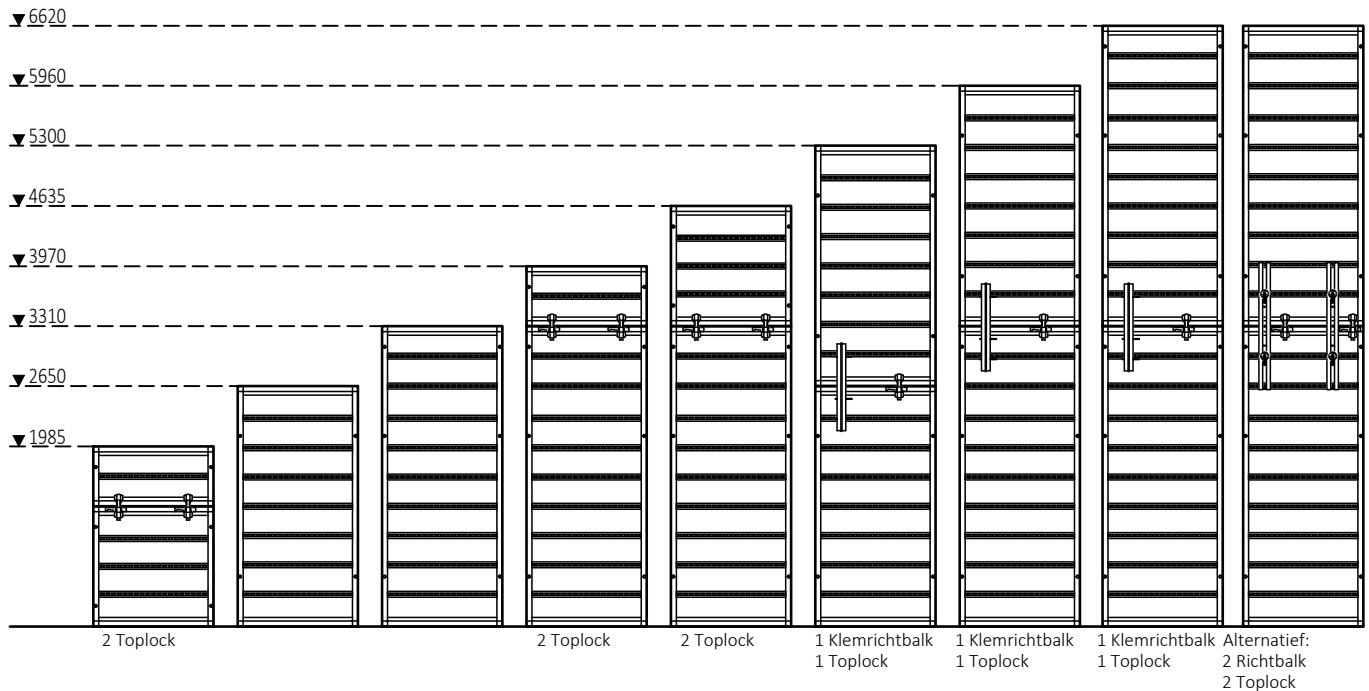 6620
5960
5300
4635
3970
3310
2650
1985
2 Toplock
2 Toplock
2 Toplock
1 Klemrichtbalk
1 Toplock
1 Klemrichtbalk
1 Toplock
1 Klemrichtbalk
1 Toplock
Alternatief:
2 Richtbalk
2 Toplock